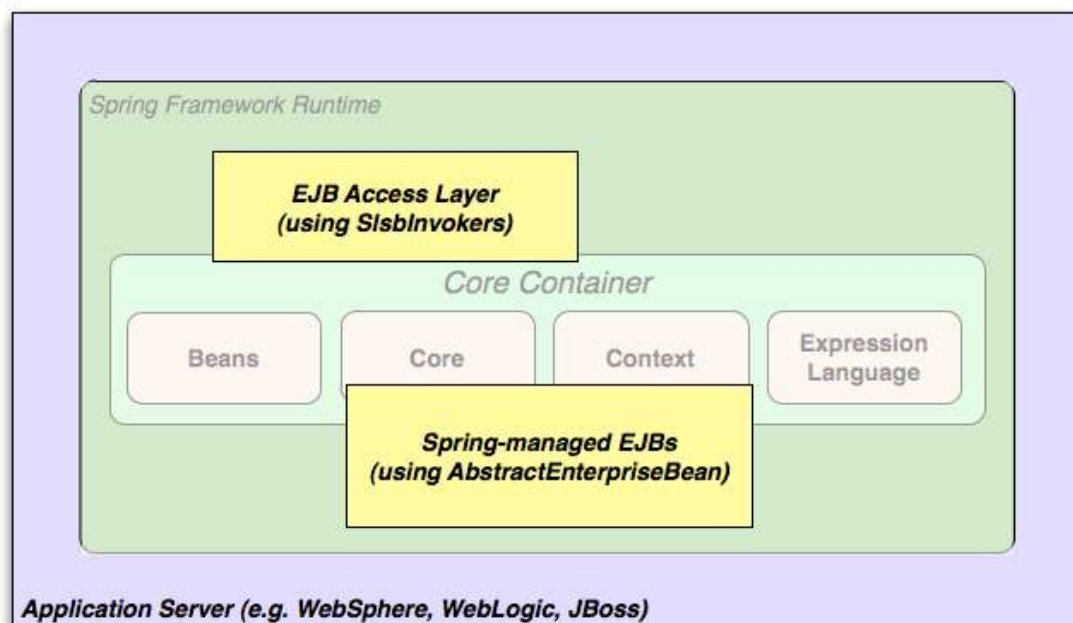 Spring Framework Runtime
EJB Access Layer
(using SlsbInvokers)
Core Container
Beans
Core
Context
Expression
Language
Spring-managed EJBs
(using AbstractEnterpriseBean)
Application Server (e.g. WebSphere, WebLogic, JBoss)